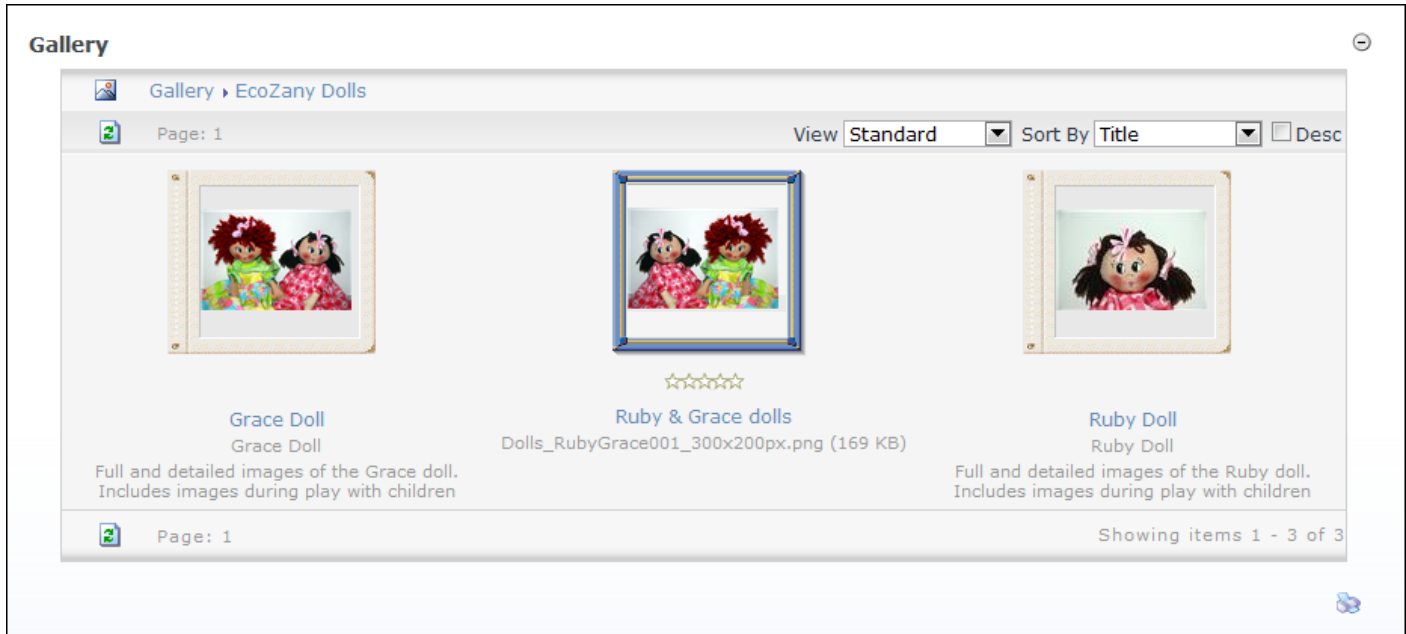 Gallery
Gallery EcoZany Dolls
Page: 1 View Standard Sort By Title Desc
Grace Doll
Grace Doll
Full and detailed images of the Grace doll.
Includes images during play with children
Ruby & Grace dolls
Dolls_RubyGrace001_300x200px.png (169 KB)
Ruby Doll
Ruby Doll
Full and detailed images of the Ruby doll.
Includes images during play with children
Page: 1 Showing items 1 - 3 of 3